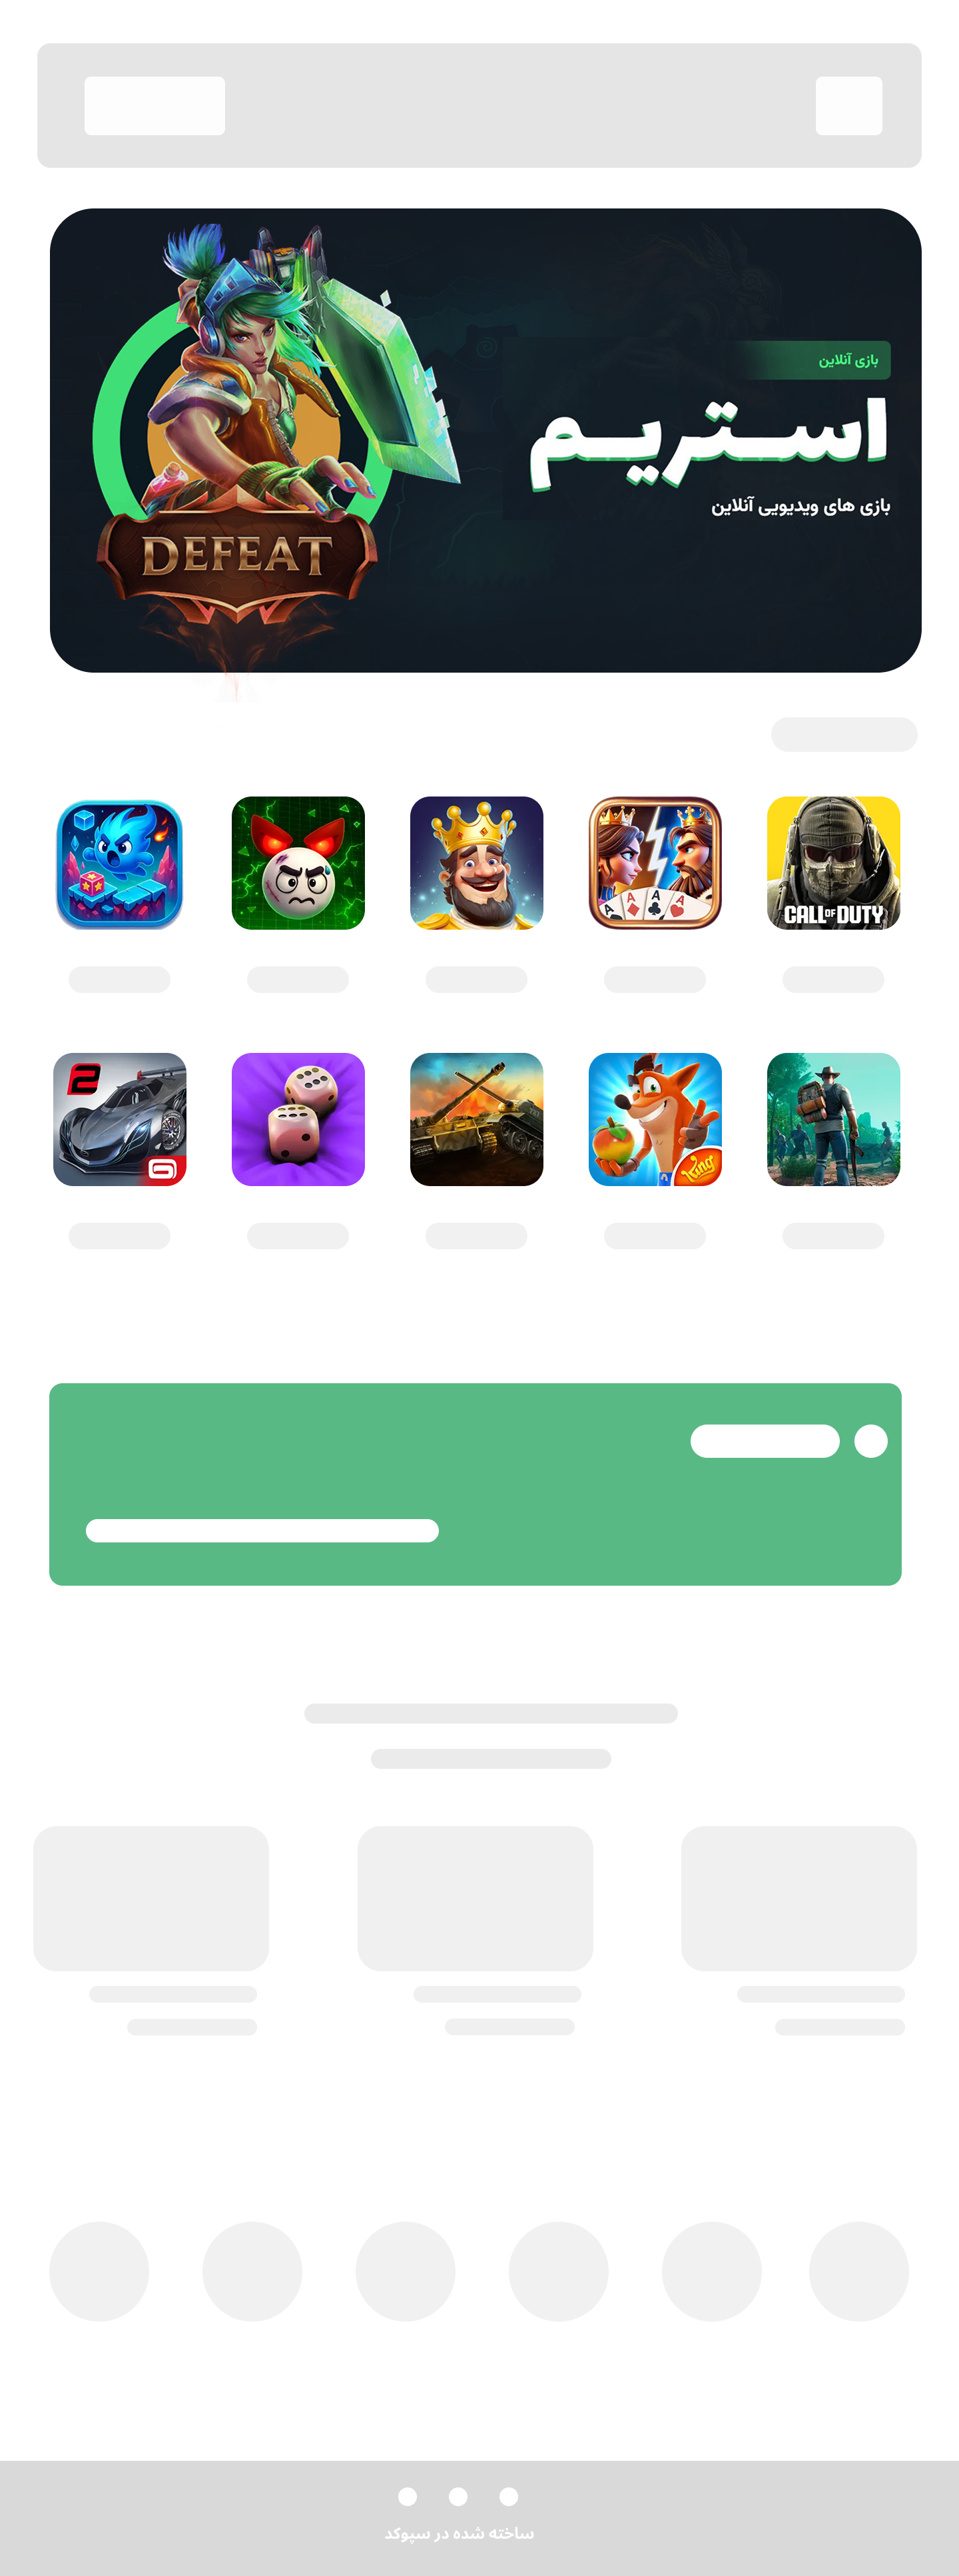 بازی آنلاین
استریم
بازی های ویدیویی آنلاین
DEFEAT
A A A A
CALL OF DUTY
2
G
King
ساخته شده در سپوکد